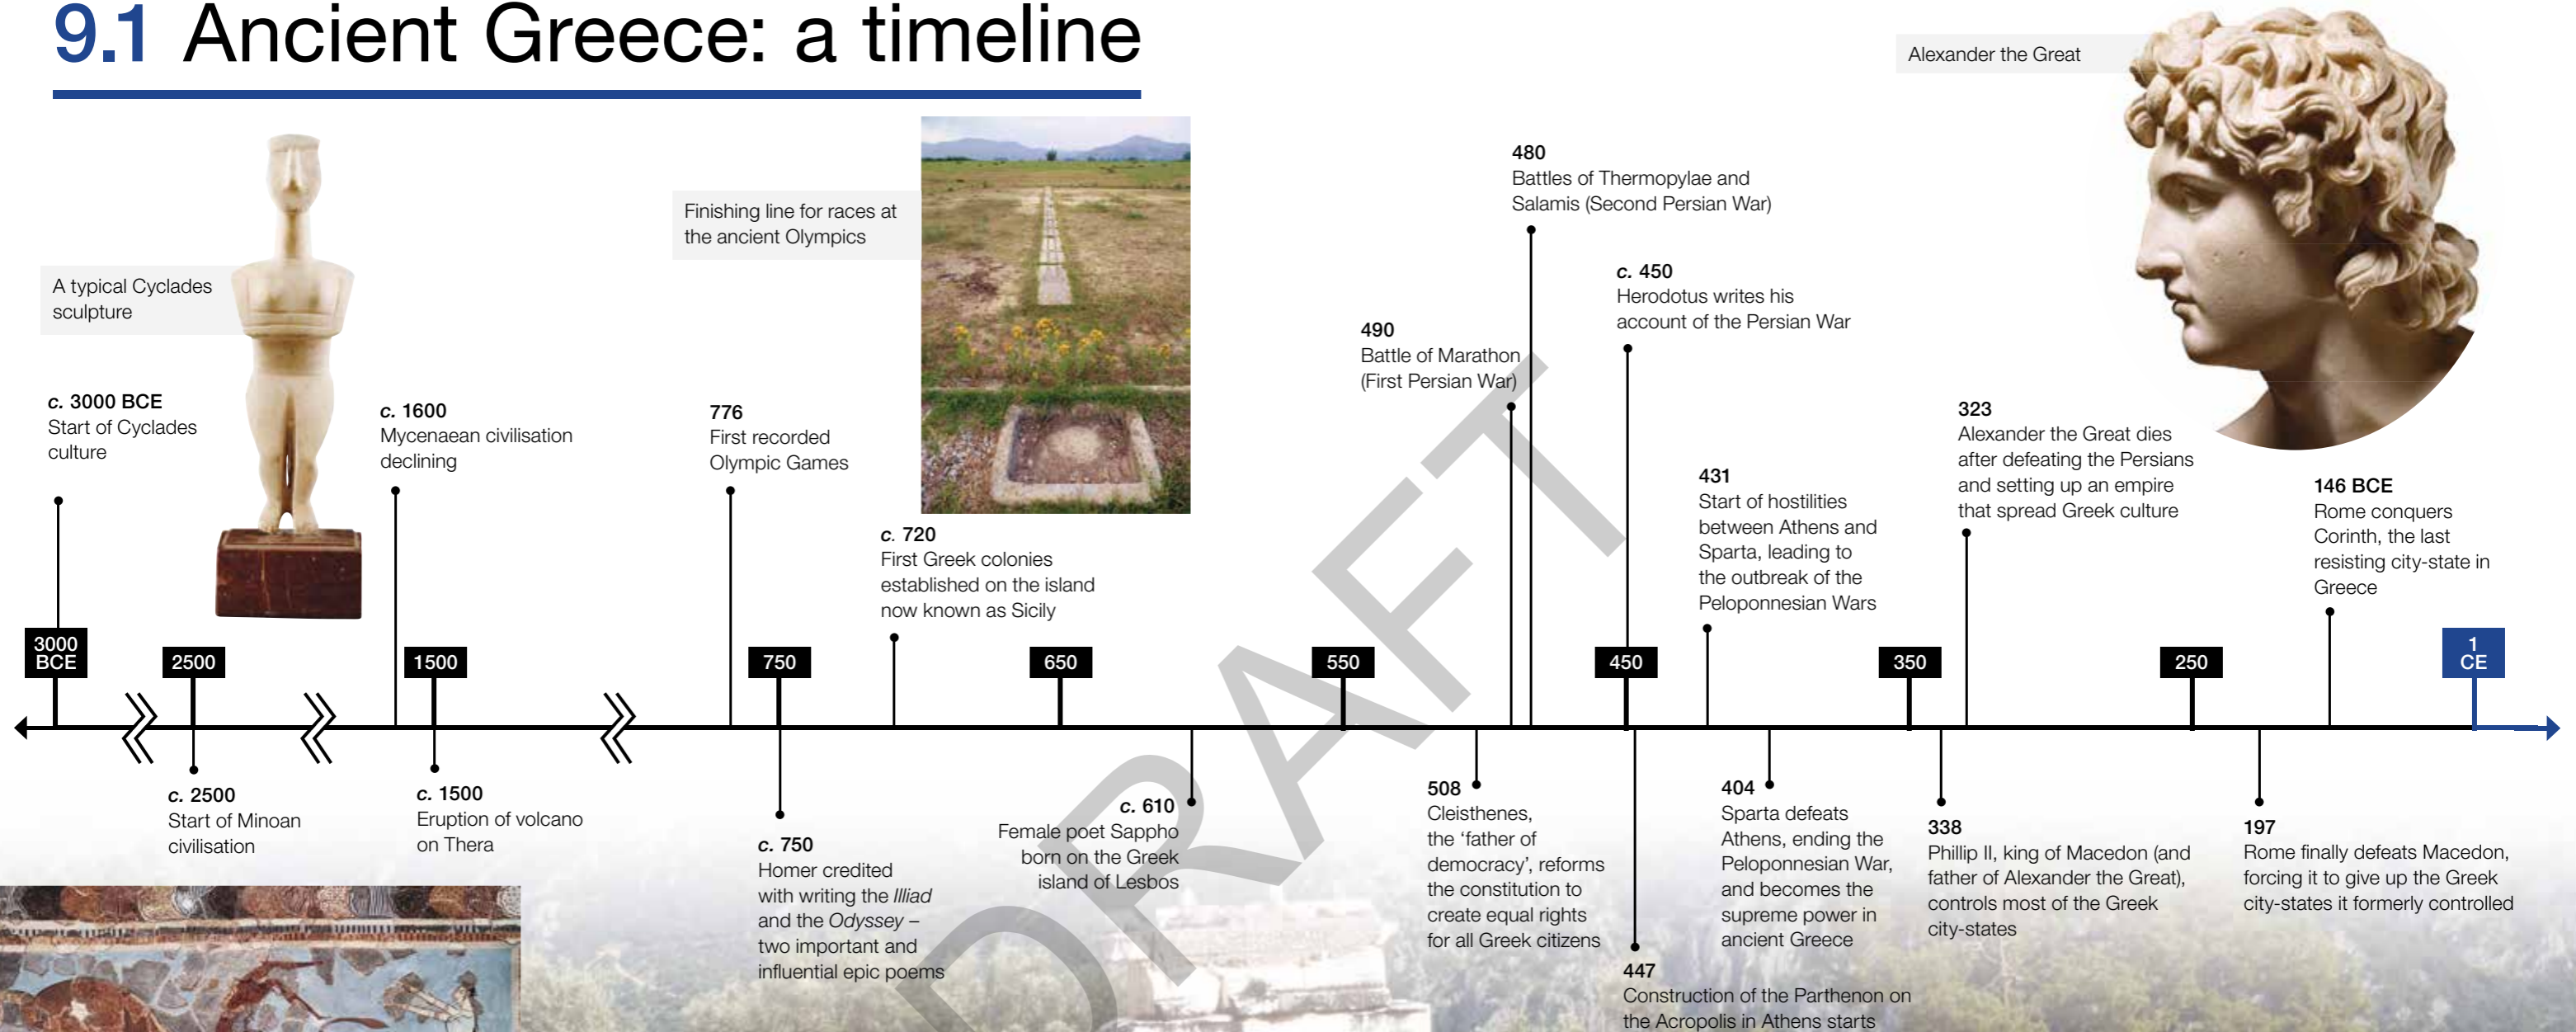 9.1 Ancient Greece: a timeline
Alexander the Great
A typical Cyclades
sculpture
Finishing line for races at
the ancient Olympics
c. 3000 BCE
Start of Cyclades
culture
c. 1600
Mycenaean civilisation
declining
776
First recorded
Olympic Games
c. 720
First Greek colonies
established on the island
now known as Sicily
490
Battle of Marathon
(First Persian War)
480
Battles of Thermopylae and
Salamis (Second Persian War)
c. 450
Herodotus writes his
account of the Persian War
431
Start of hostilities
between Athens and
Sparta, leading to
the outbreak of the
Peloponnesian Wars
323
Alexander the Great dies
after defeating the Persians
and setting up an empire
that spread Greek culture
146 BCE
Rome conquers
Corinth, the last
resisting city-state in
Greece
3000
BCE
2500
1500
750
650
550
450
350
250
1
CE
c. 2500
Start of Minoan
civilisation
c. 1500
Eruption of volcano
on Thera
c. 750
Homer credited
with writing the Illiad
and the Odyssey –
two important and
influential epic poems
c. 610
Female poet Sappho
born on the Greek
island of Lesbos
508
Cleisthenes,
the ‘father of
democracy’, reforms
the constitution to
create equal rights
for all Greek citizens
447
Construction of the Parthenon on
the Acropolis in Athens starts
404
Sparta defeats
Athens, ending the
Peloponnesian War,
and becomes the
supreme power in
ancient Greece
338
Phillip II, king of Macedon (and
father of Alexander the Great),
controls most of the Greek
city-states
197
Rome finally defeats Macedon,
forcing it to give up the Greek
city-states it formerly controlled
DRAFT